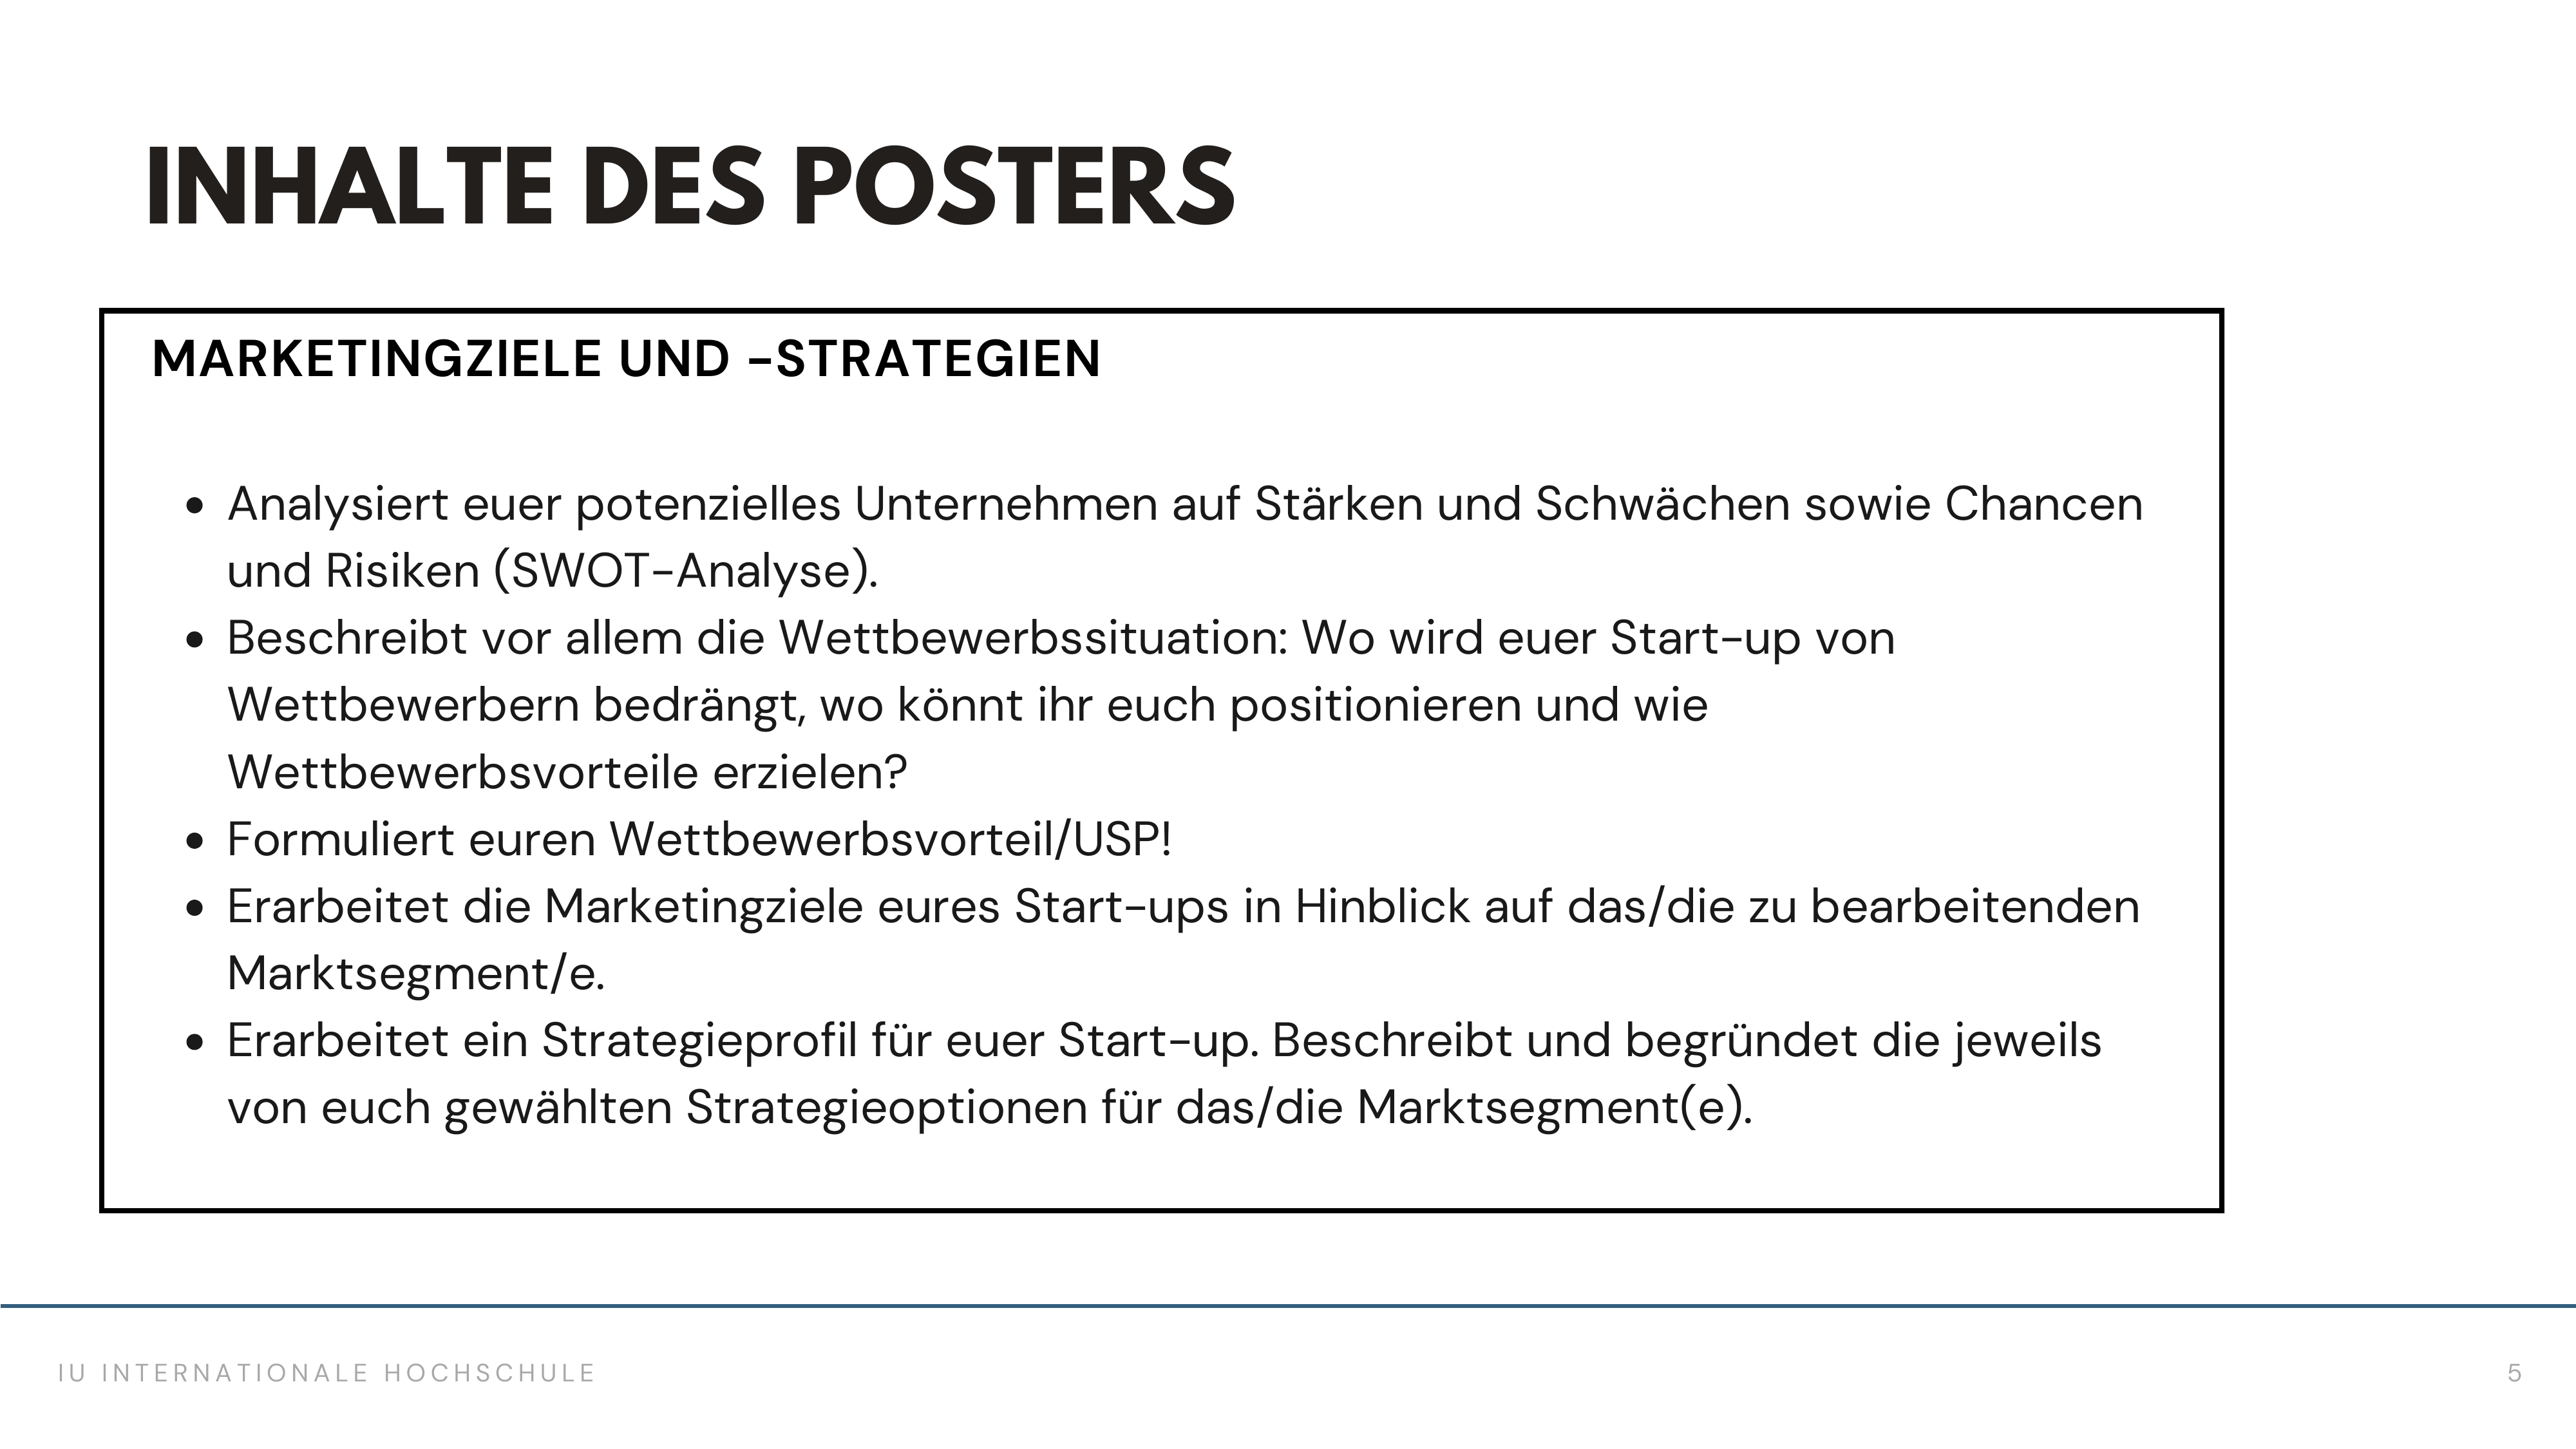 INHALTE DES POSTERS
MARKETINGZIELE UND -STRATEGIEN
• Analysiert euer potenzielles Unternehmen auf Stärken und Schwächen sowie Chancen
und Risiken (SWOT-Analyse).
• Beschreibt vor allem die Wettbewerbssituation: Wo wird euer Start-up von
Wettbewerbern bedrängt, wo könnt ihr euch positionieren und wie
Wettbewerbsvorteile erzielen?
• Formuliert euren Wettbewerbsvorteil/USP!
• Erarbeitet die Marketingziele eures Start-ups in Hinblick auf das/die zu bearbeitenden
Marktsegment/e.
• Erarbeitet ein Strategieprofil für euer Start-up. Beschreibt und begründet die jeweils
von euch gewählten Strategieoptionen für das/die Marktsegment(e).
IU INTERNATIONALE HOCHSCHULE
5